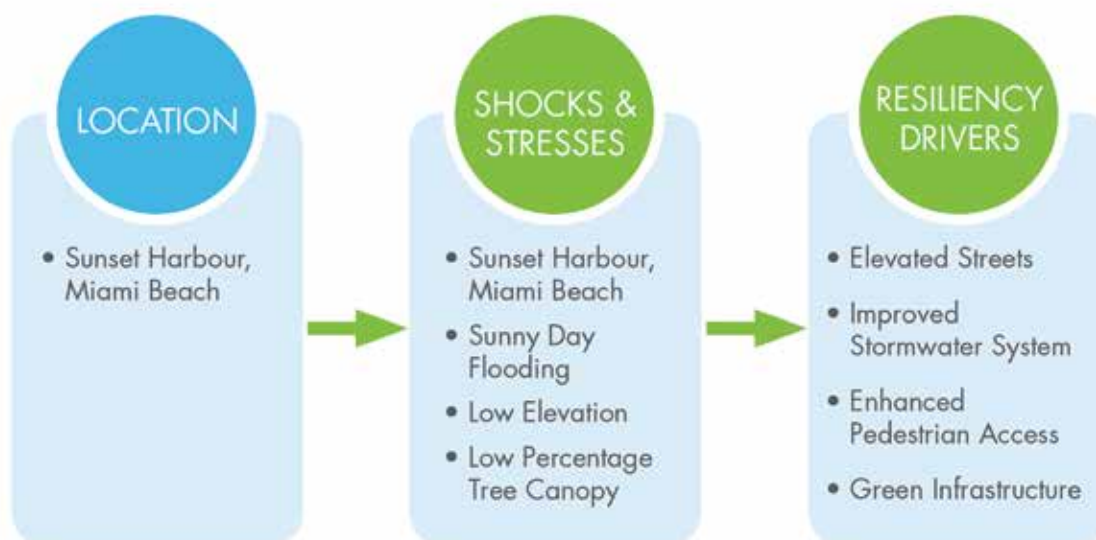 LOCATION
• Sunset Harbour,
Miami Beach
SHOCKS &
STRESSES
• Sunset Harbour,
Miami Beach
• Sunny Day
Flooding
• Low Elevation
• Low Percentage
Tree Canopy
RESILIENCY
DRIVERS
• Elevated Streets
• Improved
Stormwater System
• Enhanced
Pedestrian Access
• Green Infrastructure